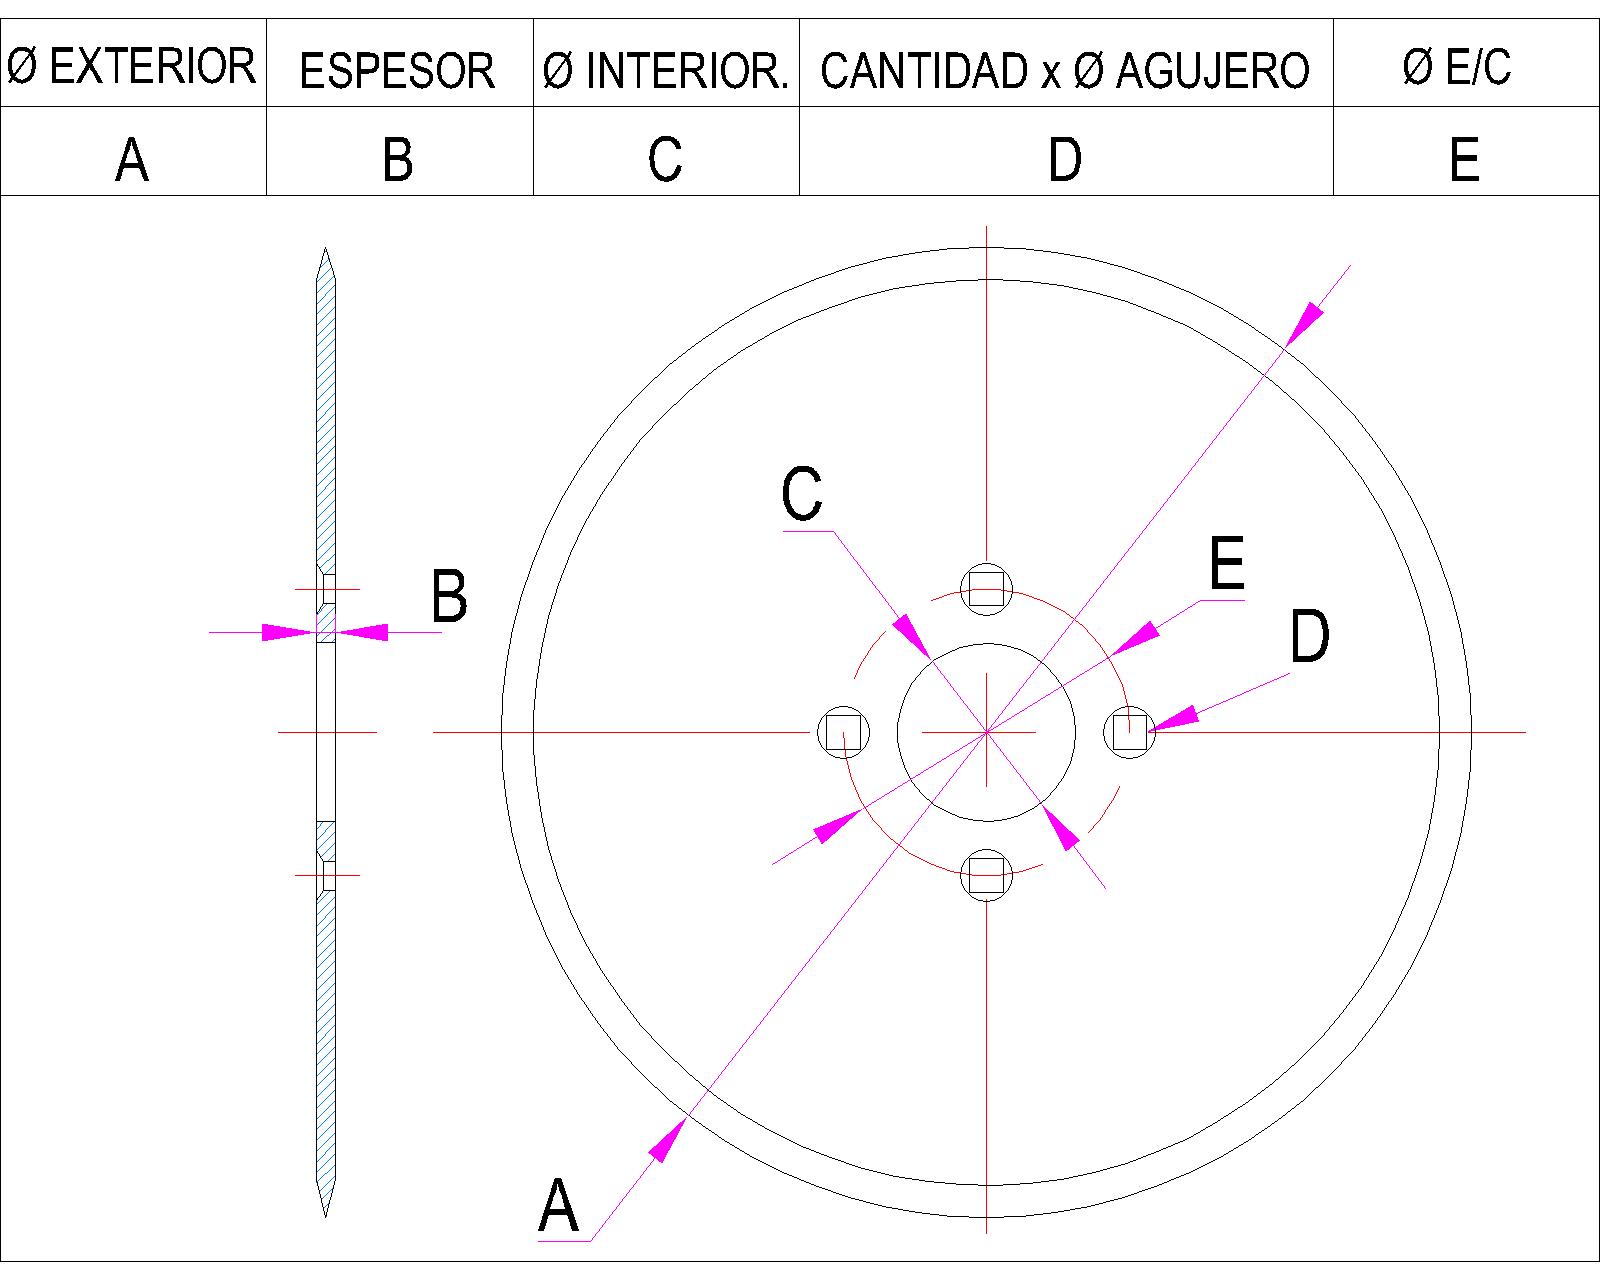 Ø EXTERIOR ESPESOR Ø INTERIOR. CANTIDAD x Ø AGUJERO Ø E/C
A B C D E
C
E
B
D
A